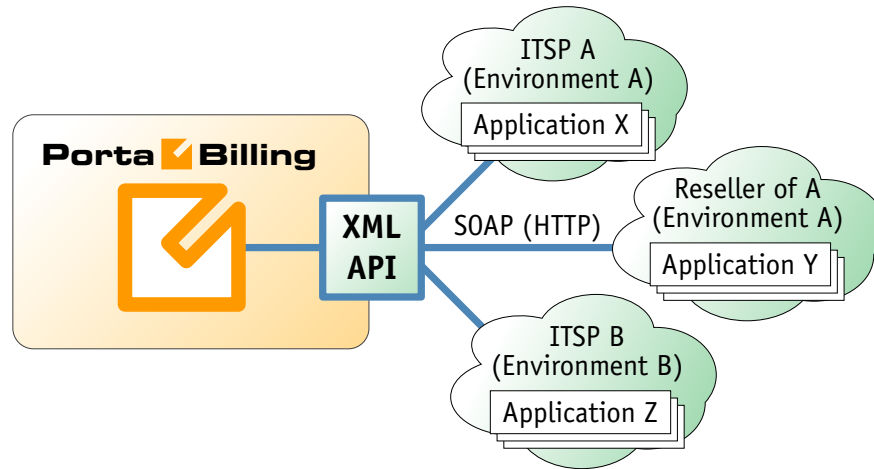 ITSP A
(Environment A)
Application X
Porta Billing
XML
API
SOAP (HTTP)
Reseller of A
(Environment A)
Application Y
ITSP B
(Environment B)
Application Z